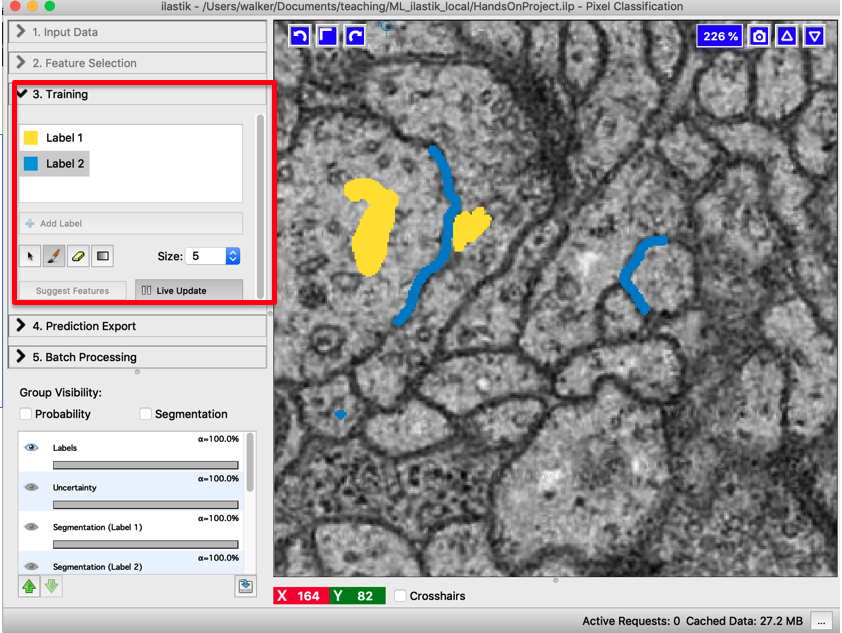 ilastik - /Users/walker/Documents/teaching/ML_ilastik_local/HandsOnProject.ilp - Pixel Classification
1. Input Data
2. Feature Selection
3. Training
Label 1
Label 2
Add Label
Size: 5
Suggest Features
Live Update
4. Prediction Export
5. Batch Processing
Group Visibility:
Probability
Segmentation
α=100.0%
Labels
α=100.0%
Uncertainty
α=100.0%
Segmentation (Label 1)
α=100.0%
Segmentation (Label 2)
226 %
X 164 Y 82
Crosshairs
Active Requests: 0 Cached Data: 27.2 MB ...